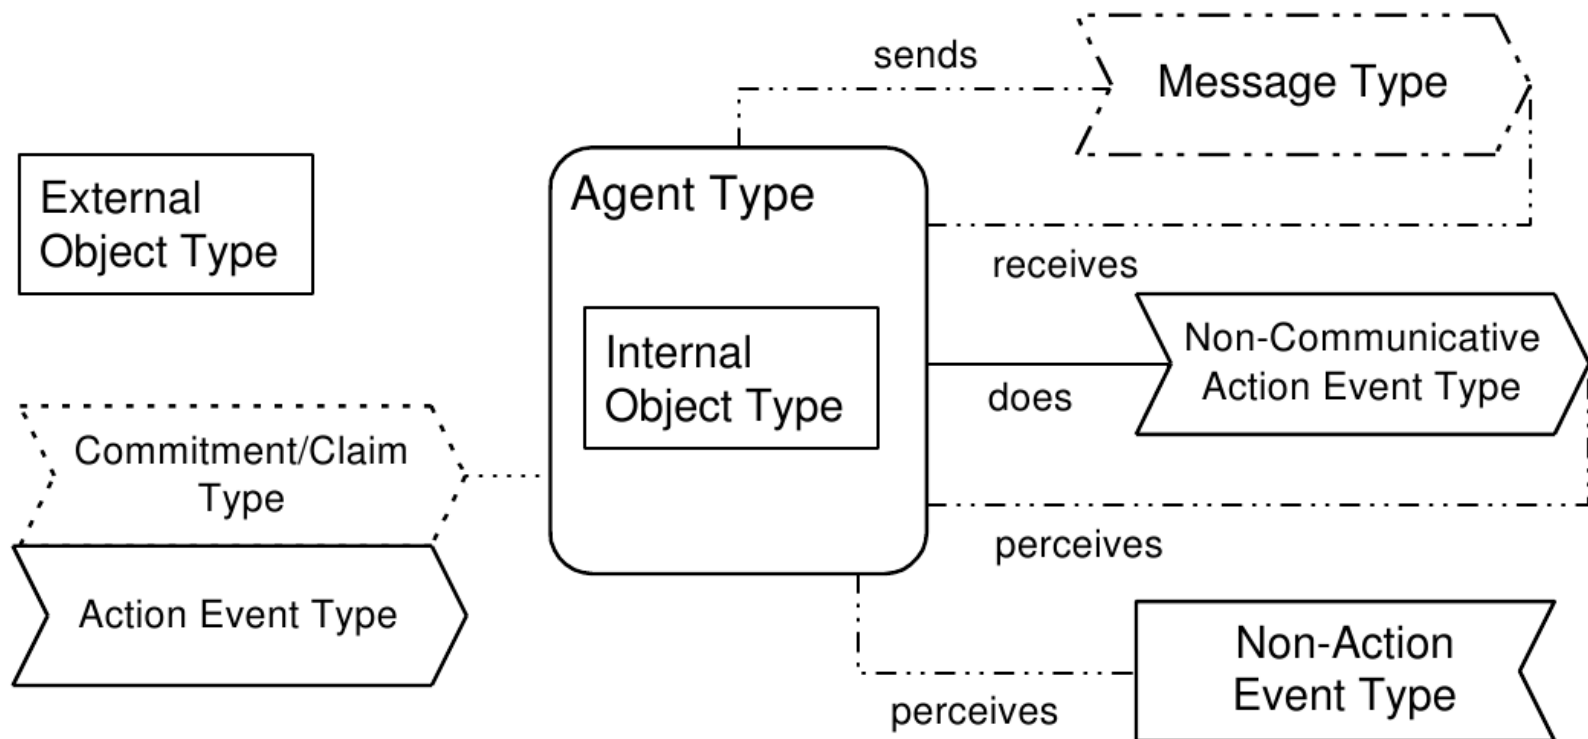 sends
Message Type
External
Object Type
Agent Type
receives
Internal
Object Type
Non-Communicative
Action Event Type
does
Commitment/Claim
Type
perceives
Action Event Type
Non-Action
Event Type
perceives